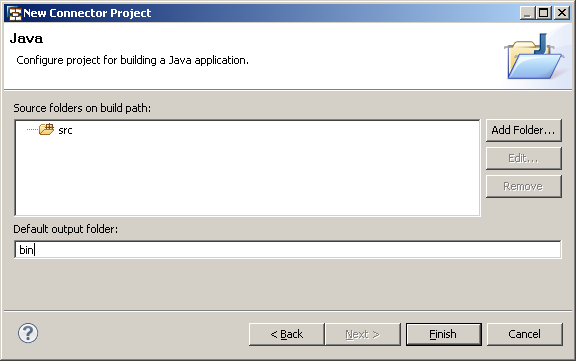 New Connector Project
Java
Configure project for building a Java application.
Source folders on build path:
src
Add Folder...
Edit...
Remove
Default output folder:
bin
?
< Back
Next >
Finish
Cancel